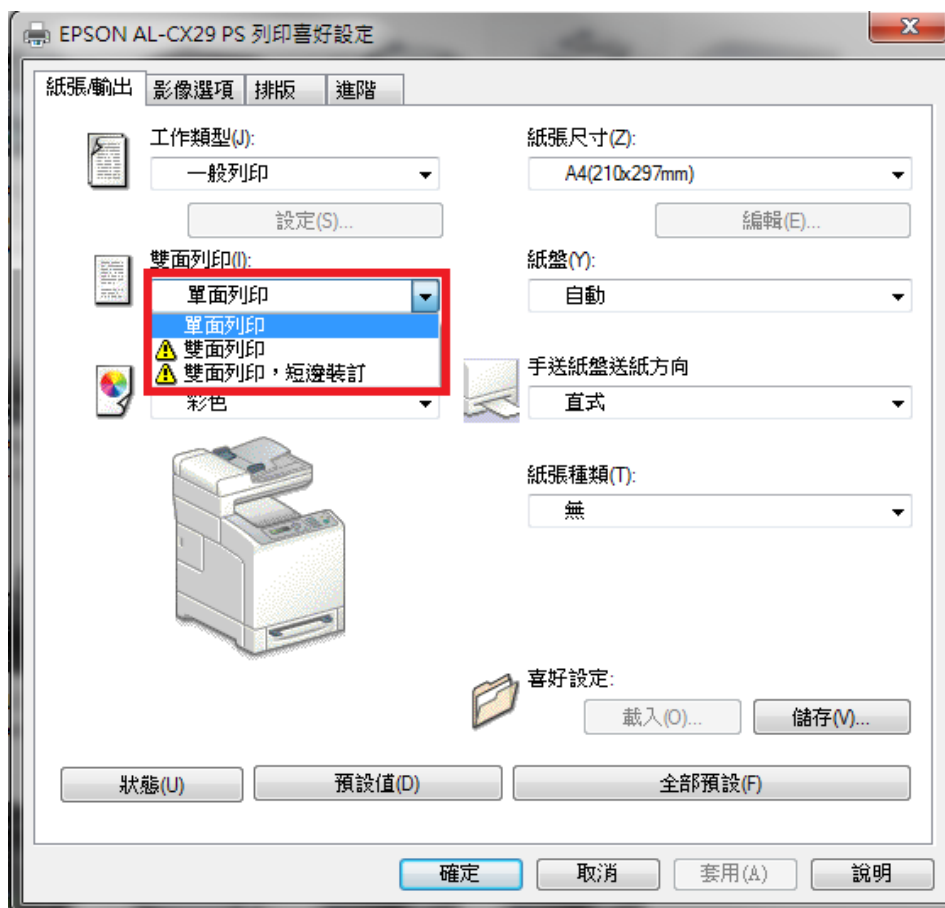 EPSON AL-CX29 PS 列印喜好設定
紙張/輸出 影像選項 排版 進階
工作類型(J):
一般列印
設定(S)...
紙張尺寸(Z):
A4(210x297mm)
編輯(E)...
雙面列印(I):
單面列印
單面列印
雙面列印
雙面列印，短邊裝訂
彩色
紙盤(Y):
自動
手送紙盤送紙方向
直式
紙張種類(T):
無
喜好設定:
載入(O)... 儲存(V)...
狀態(U) 預設值(D) 全部預設(F)
確定 取消 套用(A) 說明